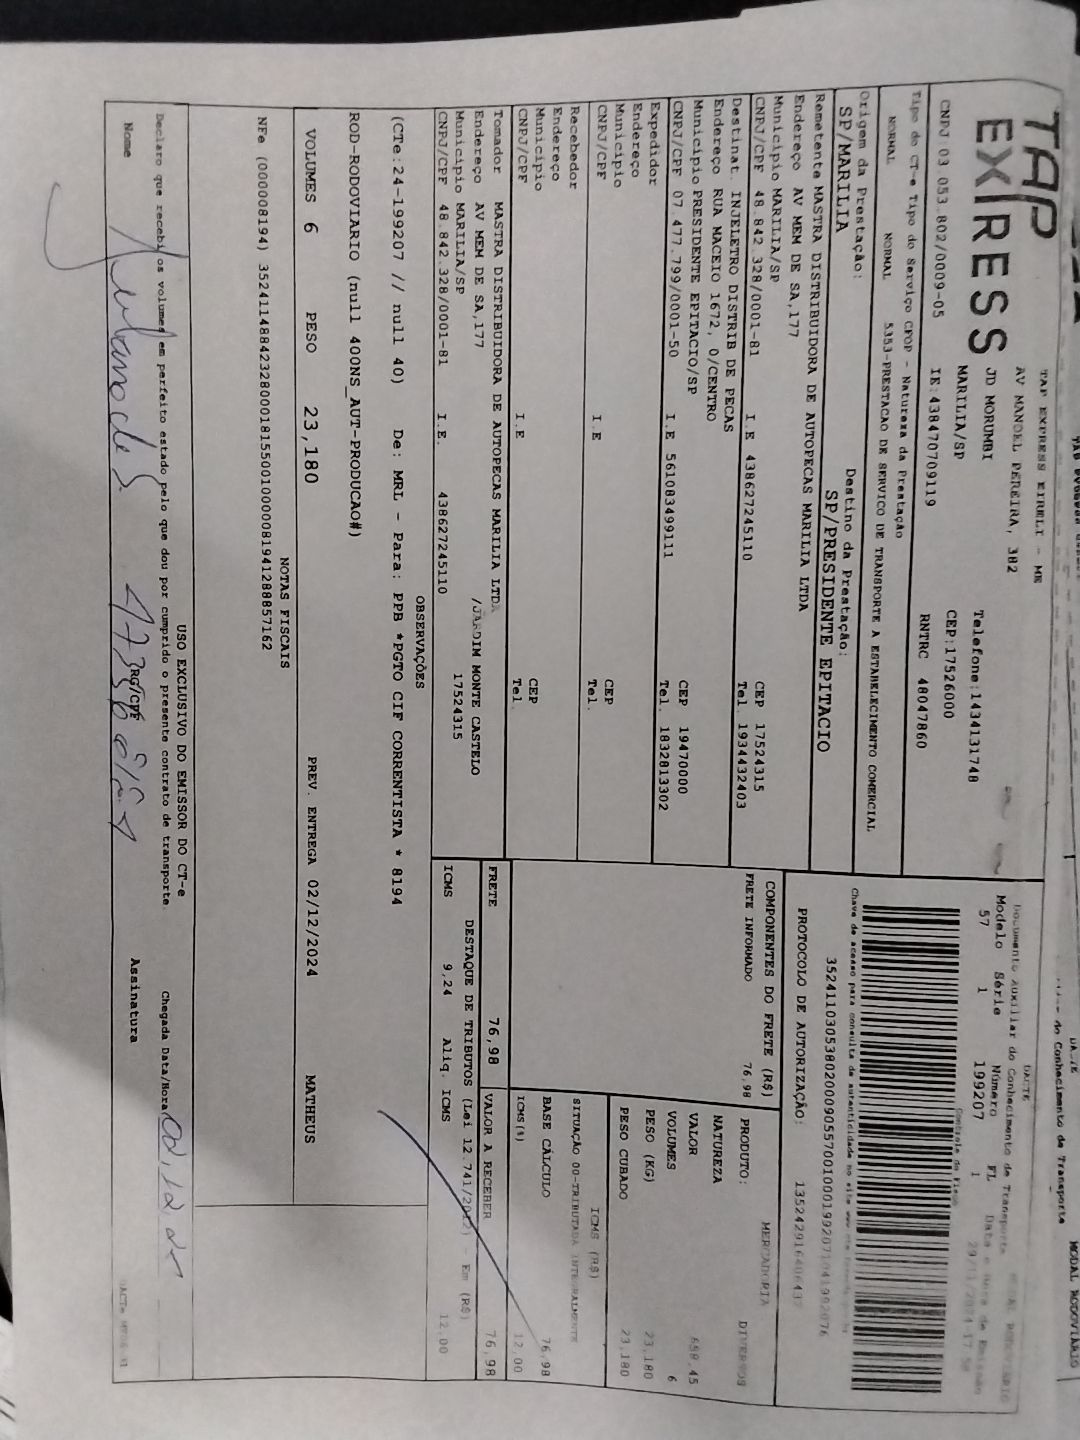 TAP
EXPRESS
TAP EXPRESS EIRELI - ME
AV MANOEL PEREIRA, 382
JD MORUMBI
MARILIA/SP
Telefone:1434131748
CEP:17526000
CNPJ:03.053.802/0009-05 IE:438470709119 RNTRC 48047860
Tipo do CT-e Tipo do Serviço CFOP - Natureza da Prestação
NORMAL NORMAL 5353-PRESTACAO DE SERVICO DE TRANSPORTE A ESTABELECIMENTO COMERCIAL
Origem da Prestação: Destino da Prestação:
SP/MARILIA SP/PRESIDENTE EPITACIO
Remetente MASTRA DISTRIBUIDORA DE AUTOPECAS MARILIA LTDA
Endereço AV MEM DE SA,177
Município MARILIA/SP CEP 17524315
CNPJ/CPF 48.842.328/0001-81 I.E 438627245110 Tel. 1934432403
Destinat. INJELETRO DISTRIB DE PECAS
Endereço RUA MACEIO 1672, 0/CENTRO
Município PRESIDENTE EPITACIO/SP CEP 19470000
CNPJ/CPF 07.477.799/0001-50 I.E 561083499111 Tel. 1832813302
Expedidor
Endereço
Município CEP
CNPJ/CPF I.E Tel.
Recebedor
Endereço
Município CEP
CNPJ/CPF I.E Tel.
Tomador MASTRA DISTRIBUIDORA DE AUTOPECAS MARILIA LTDA
Endereço AV MEM DE SA,177 /JARDIM MONTE CASTELO
Município MARILIA/SP 17524315
CNPJ/CPF 48.842.328/0001-81 I.E. 438627245110
DACTE
Documento Auxiliar do Conhecimento de Transporte
Modelo Série Número FL Data e Hora de Emissão
57 1 199207 1 29/11/2024-17
Controle do Fisco
Chave de acesso para consulta de autenticidade no site
PROTOCOLO DE AUTORIZAÇÃO:
COMPONENTES DO FRETE (R$)
FRETE INFORMADO 76,98
PRODUTO: MERCADORIA DIVERSOS
NATUREZA
VALOR 658,45
VOLUMES 6
PESO (KG) 23,180
PESO CUBADO 23,180
ICMS (R$)
SITUAÇÃO 00-TRIBUTADA INTEGRALMENTE
BASE CÁLCULO 76,98
ICMS(%) 12,00
FRETE 76,98 VALOR A RECEBER 76,98
DESTAQUE DE TRIBUTOS (Lei 12.741/2012) - Em (R$)
ICMS 9,24 Aliq. ICMS 12,00
OBSERVAÇÕES
(CTe:24-199207 // null 40) De: MRL - Para: PPB *PGTO CIF CORRENTISTA * 8194
ROD-RODOVIARIO (null 400NS_AUT-PRODUCAO#)
VOLUMES 6 PESO 23,180 PREV. ENTREGA 02/12/2024 MATHEUS
NOTAS FISCAIS
NFe (000008194) 35241148842328000181550010000081941288857162
USO EXCLUSIVO DO EMISSOR DO CT-e
Declaro que recebi os volumes em perfeito estado pelo que dou por cumprido o presente contrato de transporte. Chegada Data/Hora
Nome RG/CPF Assinatura